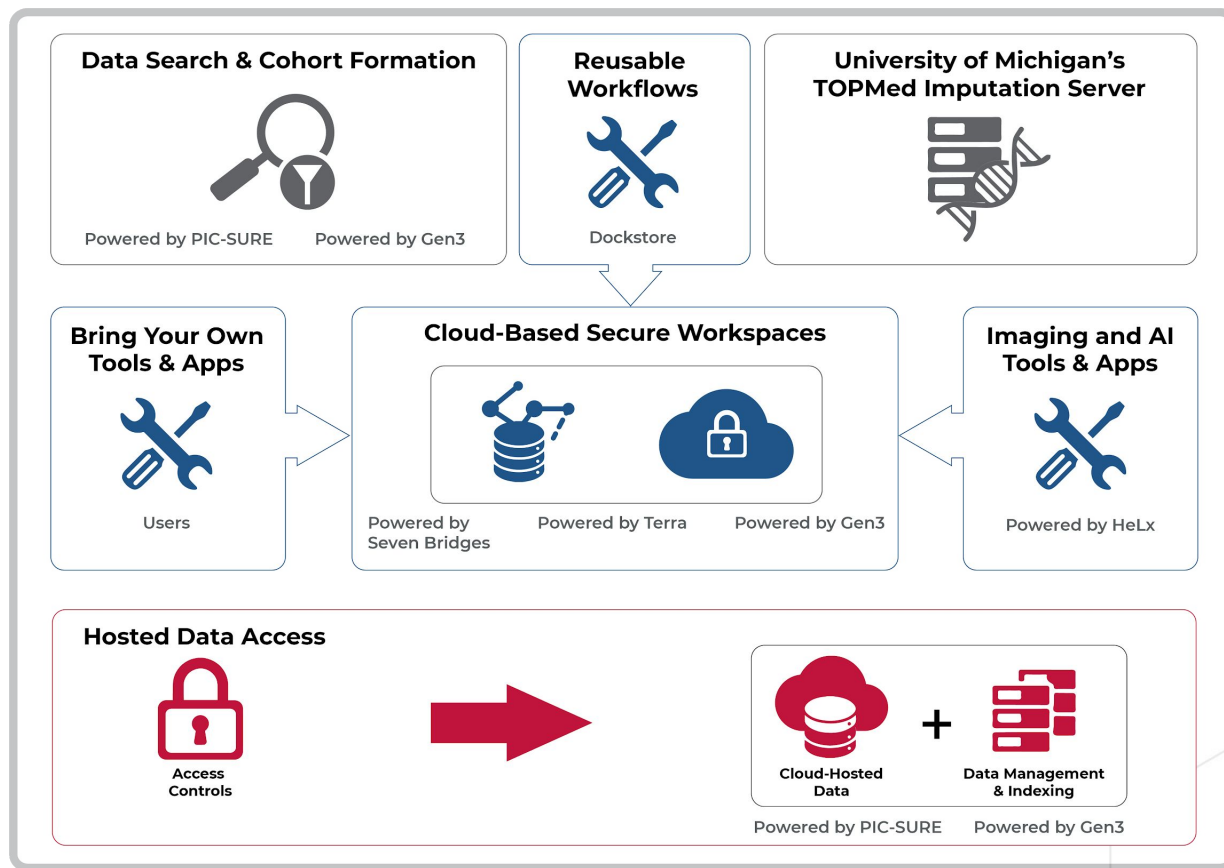 Data Search & Cohort Formation
Powered by PIC-SURE
Powered by Gen3
Reusable
Workflows
Dockstore
University of Michigan's
TOPMed Imputation Server
Bring Your Own
Tools & Apps
Users
Cloud-Based Secure Workspaces
Powered by
Seven Bridges
Powered by Terra
Powered by Gen3
Imaging and AI
Tools & Apps
Powered by HeLx
Hosted Data Access
Access
Controls
+
Cloud-Hosted
Data
Data Management
& Indexing
Powered by PIC-SURE
Powered by Gen3